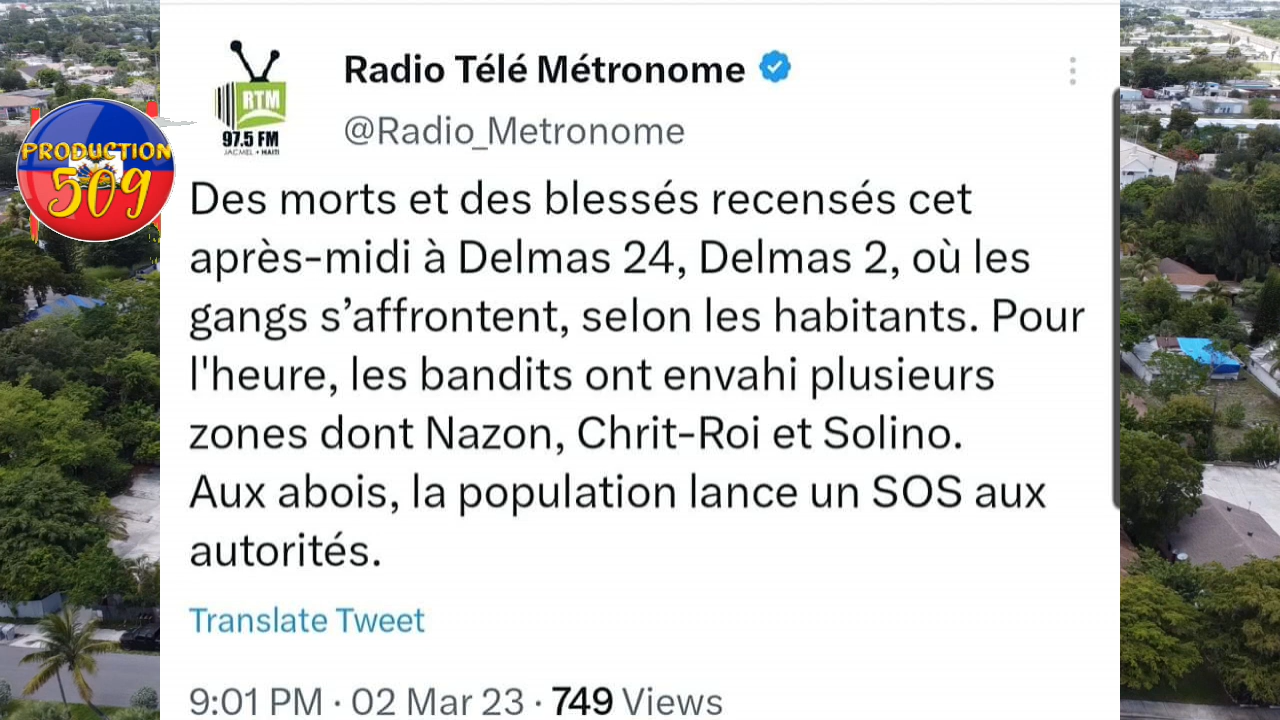 Radio Télé Métronome
@Radio_Metronome
RTM
97.5 FM
JACMEL • HAITI
PRODUCTION
509
Des morts et des blessés recensés cet
après-midi à Delmas 24, Delmas 2, où les
gangs s’affrontent, selon les habitants. Pour
l'heure, les bandits ont envahi plusieurs
zones dont Nazon, Chrit-Roi et Solino.
Aux abois, la population lance un SOS aux
autorités.
Translate Tweet
9:01 PM · 02 Mar 23 · 749 Views